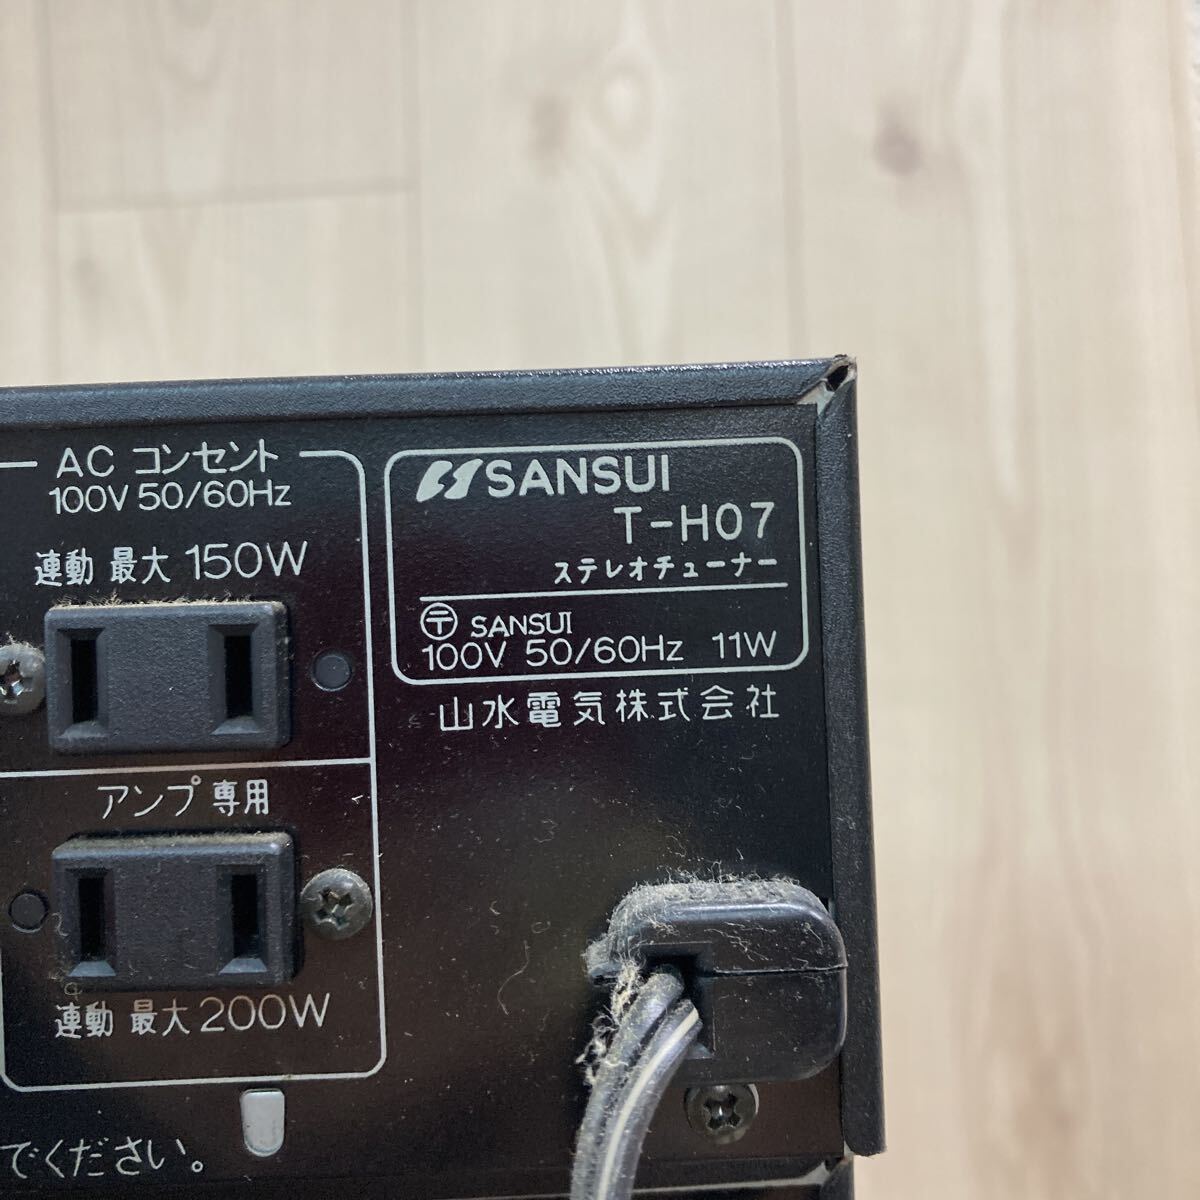 AC コンセント
100V 50/60Hz
連動 最大 150W
アンプ 専用
連動 最大 200W
SANSUI
T-H07
ステレオチューナー
〶 SANSUI
100V 50/60Hz 11W
山水電気株式会社
でください。